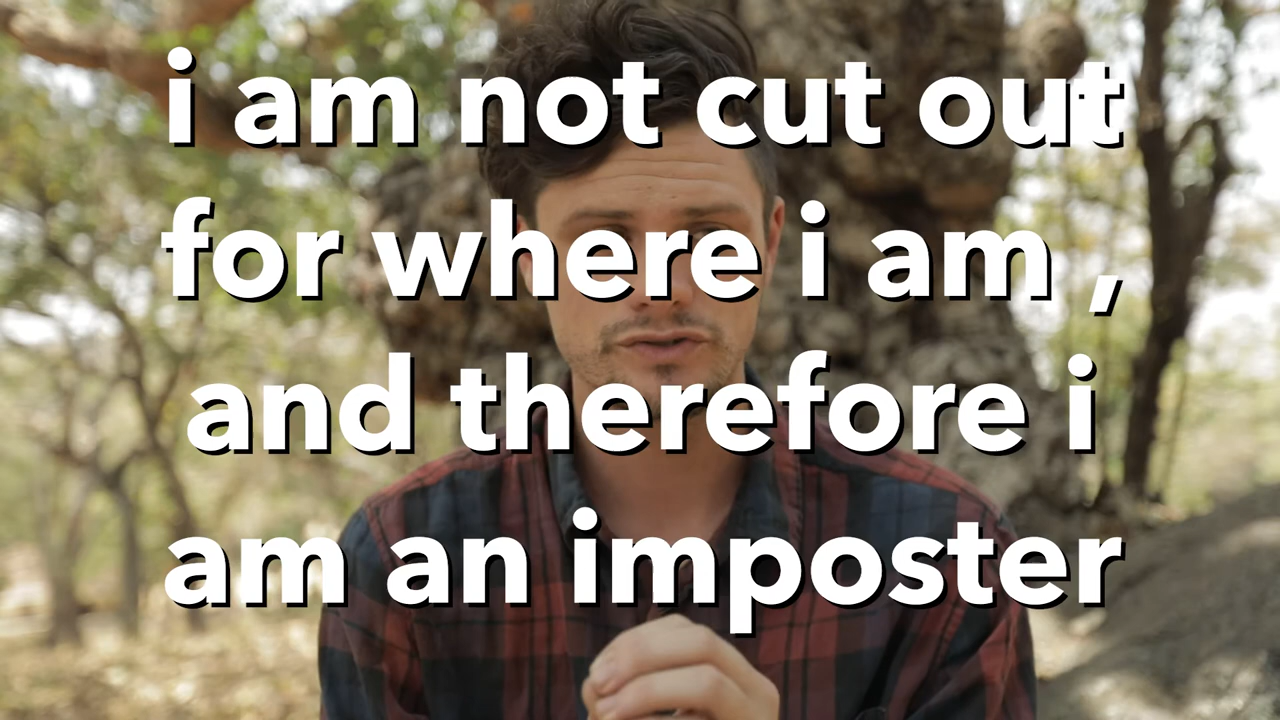 i am not cut out
for where i am ,
and therefore i
am an imposter